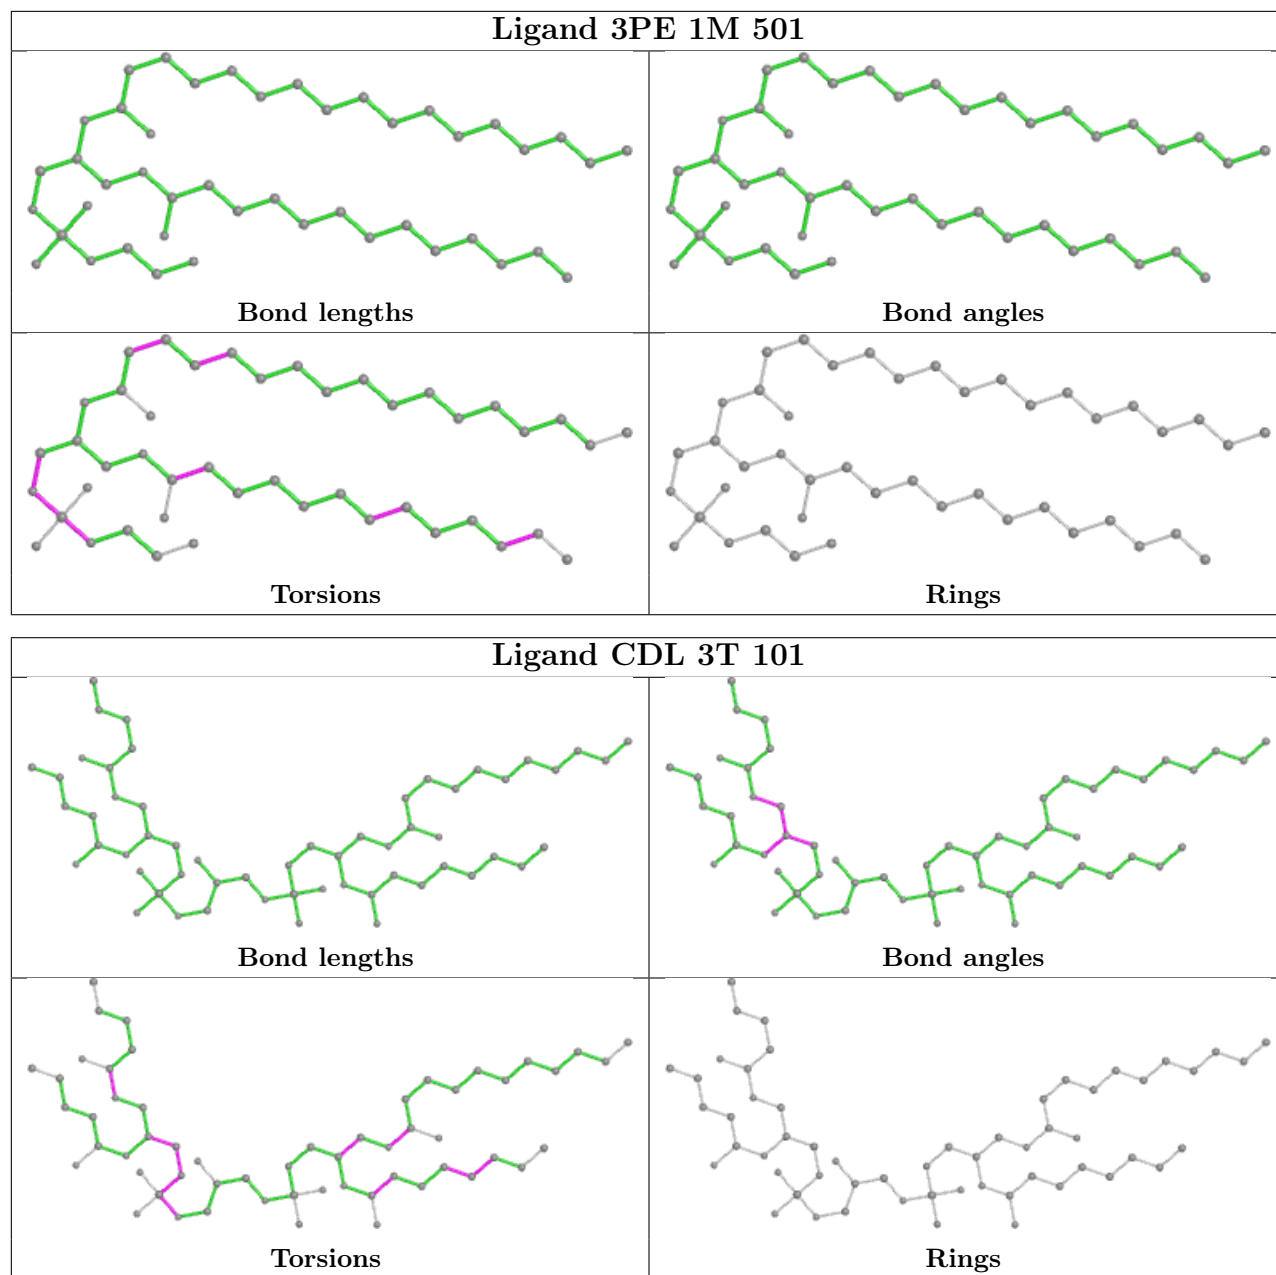 Ligand 3PE 1M 501
Bond lengths
Bond angles
Torsions
Rings
Ligand CDL 3T 101
Bond lengths
Bond angles
Torsions
Rings